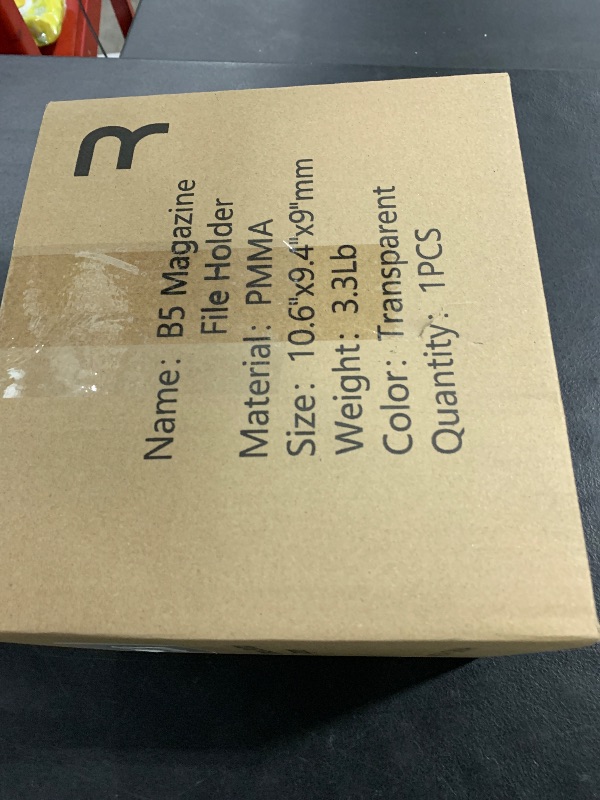 Name: B5 Magazine
File Holder
Material: PMMA
Size: 10.6"x9.4"x9"mm
Weight: 3.3Lb
Color: Transparent
Quantity: 1PCS